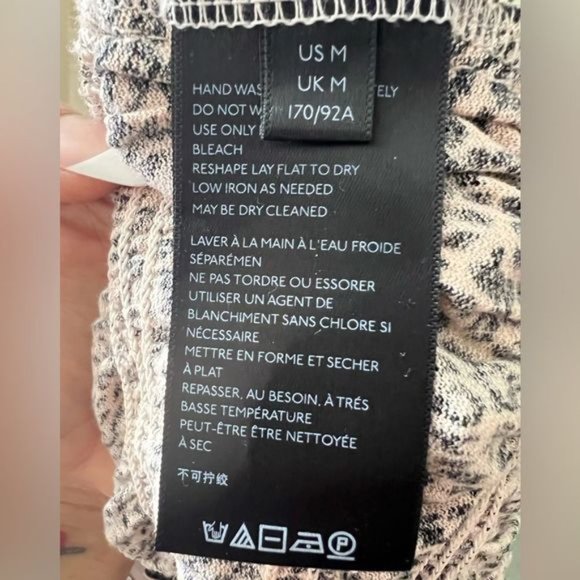 US M
UK M
170/92A
HAND WAS ELY
DO NOT W
USE ONLY
BLEACH
RESHAPE LAY FLAT TO DRY
LOW IRON AS NEEDED
MAY BE DRY CLEANED
LAVER À LA MAIN À L'EAU FROIDE
SÉPARÉMEN
NE PAS TORDRE OU ESSORER
UTILISER UN AGENT DE
BLANCHIMENT SANS CHLORE SI
NÉCESSAIRE
METTRE EN FORME ET SECHER
À PLAT
REPASSER, AU BESOIN, À TRÉS
BASSE TEMPÉRATURE
PEUT-ÊTRE ÊTRE NETTOYÉE
À SEC
不可拧绞
P